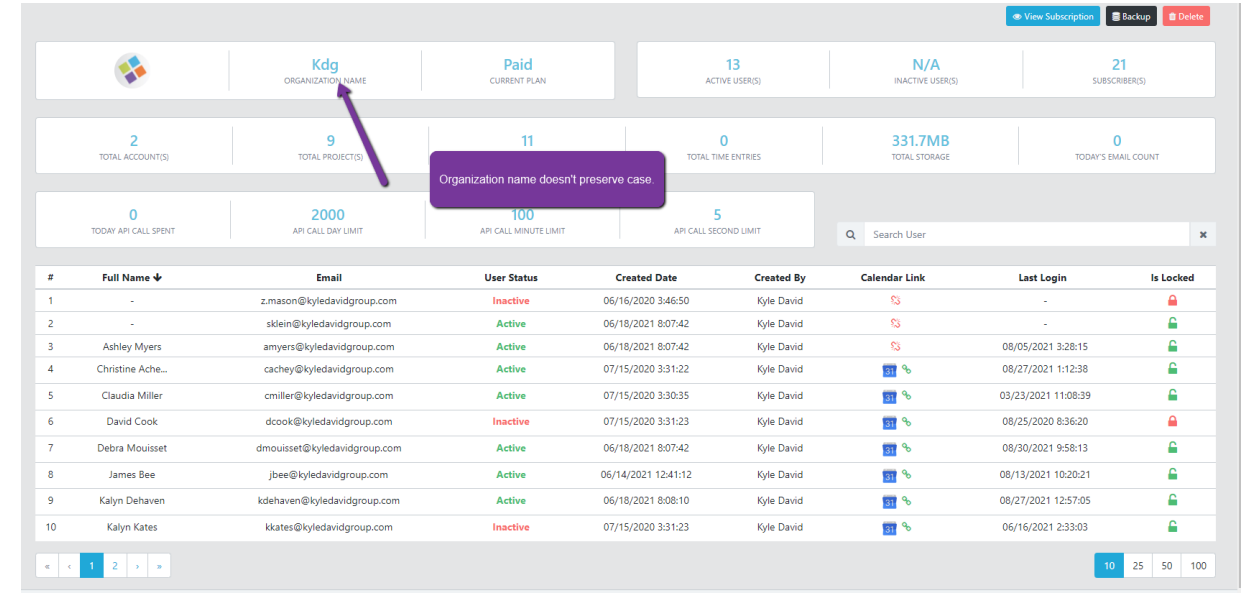 View Subscription Backup Delete
Kdg Paid 13 N/A 21
ORGANIZATION NAME CURRENT PLAN ACTIVE USER(S) INACTIVE USER(S) SUBSCRIBER(S)
2 9 11 0 331.7MB 0
TOTAL ACCOUNT(S) TOTAL PROJECT(S) TOTAL TIME ENTRIES TOTAL STORAGE TODAY'S EMAIL COUNT
Organization name doesn't preserve case.
0 2000 100 5
TODAY API CALL SPENT API CALL DAY LIMIT API CALL MINUTE LIMIT API CALL SECOND LIMIT
Search User
# Full Name Email User Status Created Date Created By Calendar Link Last Login Is Locked
1 - z.mason@kyledavidgroup.com Inactive 06/16/2020 3:46:50 Kyle David -
2 - sklein@kyledavidgroup.com Active 06/18/2021 8:07:42 Kyle David -
3 Ashley Myers amyers@kyledavidgroup.com Active 06/18/2021 8:07:42 Kyle David 08/05/2021 3:28:15
4 Christine Ache... cachey@kyledavidgroup.com Active 07/15/2020 3:31:22 Kyle David 31 08/27/2021 1:12:38
5 Claudia Miller cmiller@kyledavidgroup.com Active 07/15/2020 3:30:35 Kyle David 31 03/23/2021 11:08:39
6 David Cook dcook@kyledavidgroup.com Inactive 07/15/2020 3:31:23 Kyle David 31 08/25/2020 8:36:20
7 Debra Mouisset dmouisset@kyledavidgroup.com Active 06/18/2021 8:07:42 Kyle David 31 08/30/2021 9:58:13
8 James Bee jbee@kyledavidgroup.com Active 06/14/2021 12:41:12 Kyle David 31 08/13/2021 10:20:21
9 Kalyn Dehaven kdehaven@kyledavidgroup.com Active 06/18/2021 8:08:10 Kyle David 31 08/27/2021 12:57:05
10 Kalyn Kates kkates@kyledavidgroup.com Inactive 07/15/2020 3:31:23 Kyle David 31 06/16/2021 2:33:03
« ‹ 1 2 › » 10 25 50 100